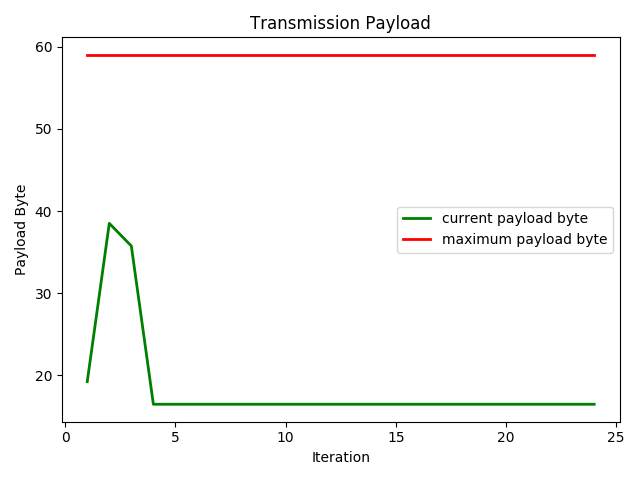 Transmission Payload
Payload Byte
60
50
40
30
20
current payload byte
maximum payload byte
0
5
10
15
20
25
Iteration